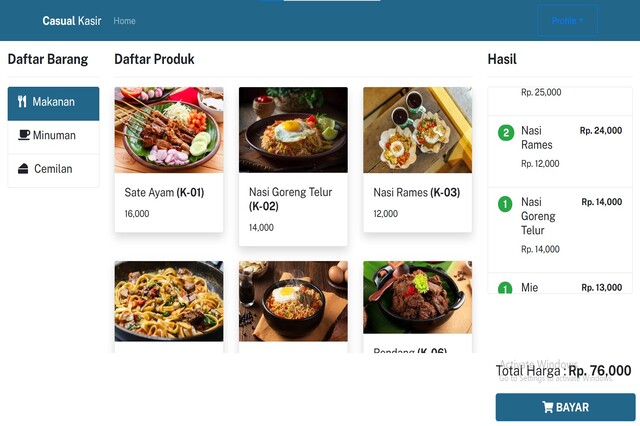 Casual Kasir
Home
Profile
Daftar Barang
Makanan
Minuman
Cemilan
Daftar Produk
Sate Ayam (K-01)
16,000
Nasi Goreng Telur
(K-02)
14,000
Nasi Rames (K-03)
12,000
Rendang (K-06)
Hasil
Rp. 25,000
2
Nasi
Rames
Rp. 24,000
Rp. 12,000
1
Nasi
Goreng
Telur
Rp. 14,000
Rp. 14,000
1
Mie
Rp. 13,000
Activate Windows
Go to Settings to activate Windows.
Total Harga : Rp. 76,000
BAYAR